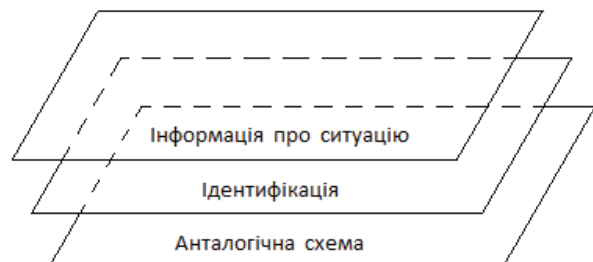 Інформація про ситуацію
Ідентифікація
Анталогічна схема